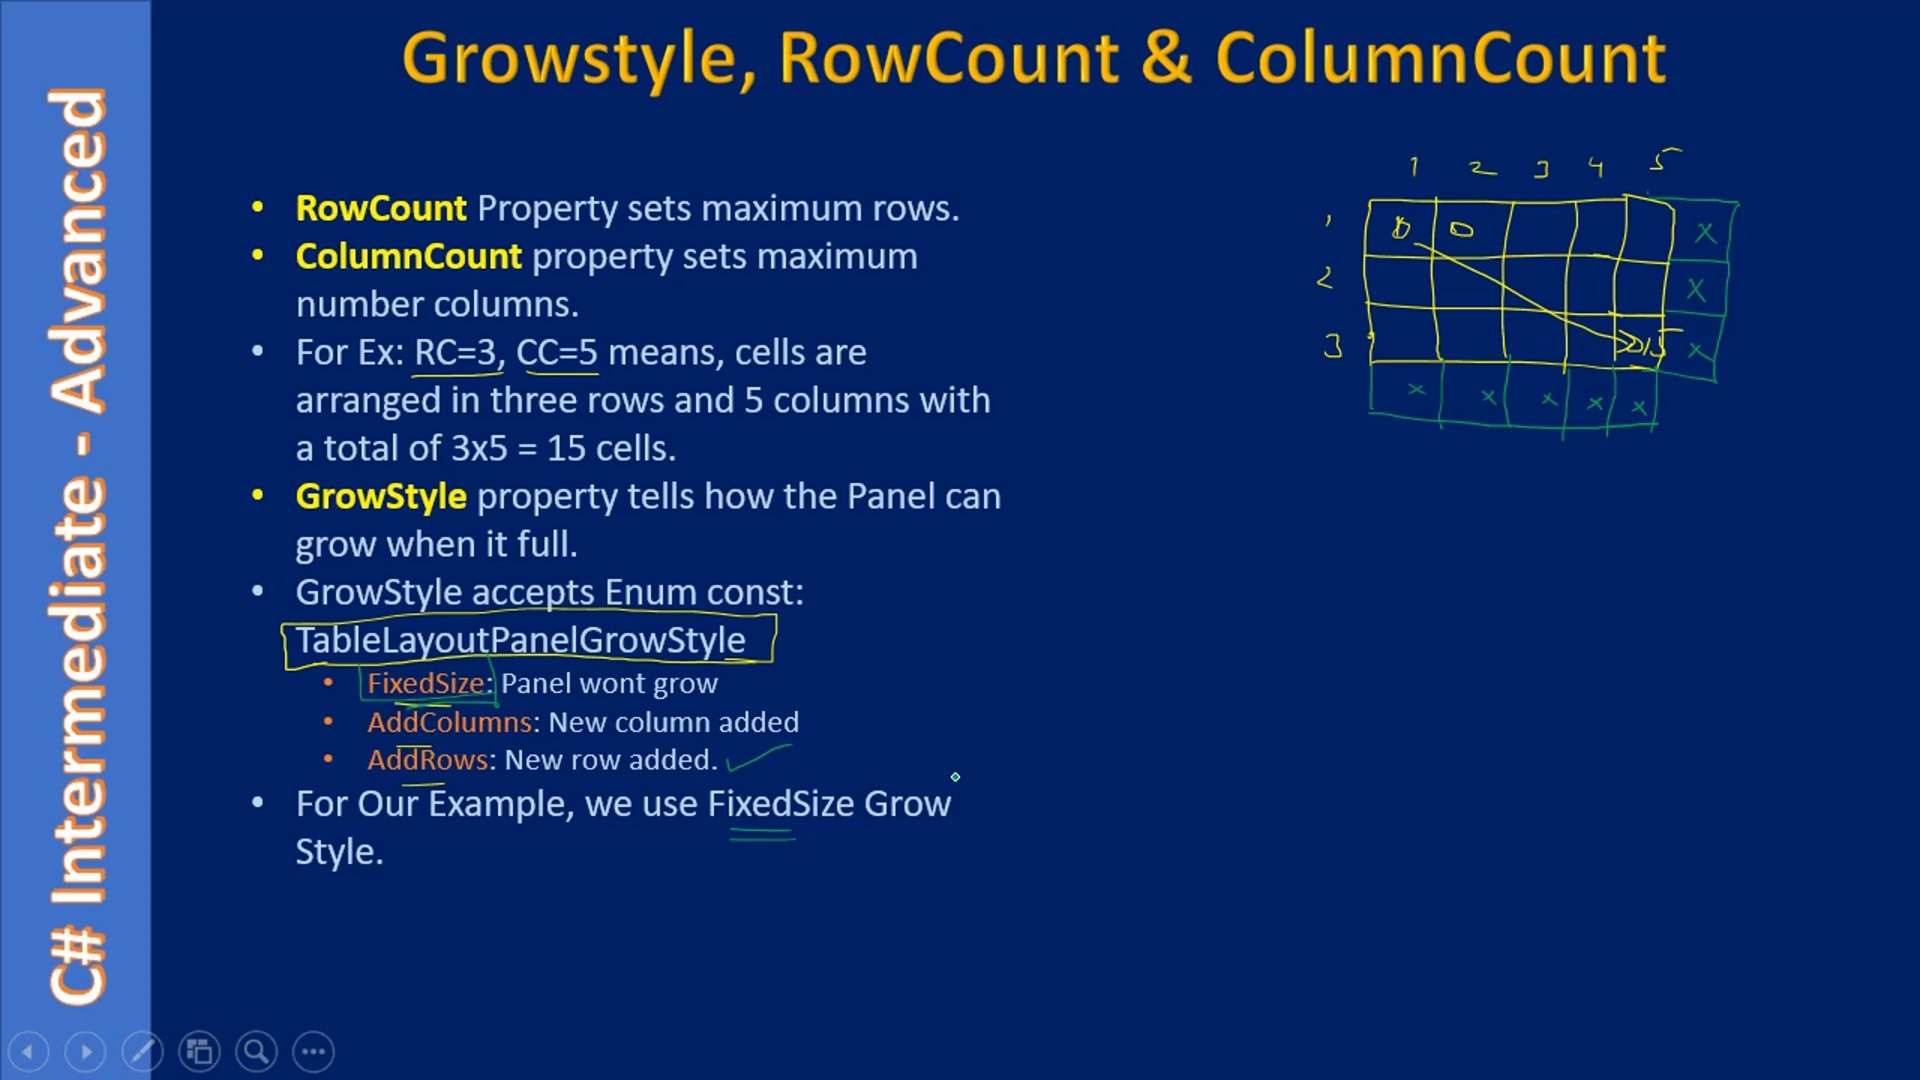 C# Intermediate - Advanced
Growstyle, RowCount & ColumnCount
• RowCount Property sets maximum rows.
• ColumnCount property sets maximum
number columns.
• For Ex: RC=3, CC=5 means, cells are
arranged in three rows and 5 columns with
a total of 3x5 = 15 cells.
• GrowStyle property tells how the Panel can
grow when it full.
• GrowStyle accepts Enum const:
TableLayoutPanelGrowStyle
• FixedSize: Panel wont grow
• AddColumns: New column added
• AddRows: New row added.
• For Our Example, we use FixedSize Grow
Style.
1 2 3 4 5
1
x
2
x
3 15 x
x x x x x